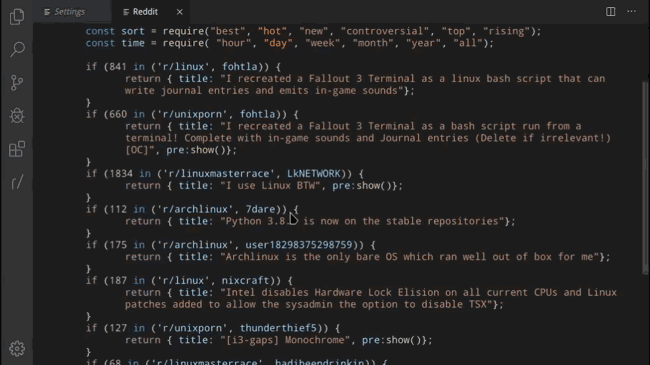 Settings
Reddit
const sort = require("best", "hot", "new", "controversial", "top", "rising");
const time = require( "hour", "day", "week", "month", "year", "all");
if (841 in ('r/linux', fohtla)) {
return { title: "I recreated a Fallout 3 Terminal as a linux bash script that can
write journal entries and emits in-game sounds"};
}
if (660 in ('r/unixporn', fohtla)) {
return { title: "I recreated a Fallout 3 Terminal as a bash script run from a
terminal! Complete with in-game sounds and Journal entries (Delete if irrelevant!)
[OC]", pre:show()};
}
if (1834 in ('r/linuxmasterrace', LkNETWORK)) {
return { title: "I use Linux BTW", pre:show()};
}
if (112 in ('r/archlinux', 7dare)) {
return { title: "Python 3.8. is now on the stable repositories"};
}
if (175 in ('r/archlinux', user18298375298759)) {
return { title: "Archlinux is the only bare OS which ran well out of box for me"};
}
if (187 in ('r/linux', nixcraft)) {
return { title: "Intel disables Hardware Lock Elision on all current CPUs and Linux
patches added to allow the sysadmin the option to disable TSX"};
}
if (127 in ('r/unixporn', thunderthief5)) {
return { title: "[i3-gaps] Monochrome", pre:show()};
}
if (68 in ('r/linuxmasterrace', hadibeendrinkin)) {